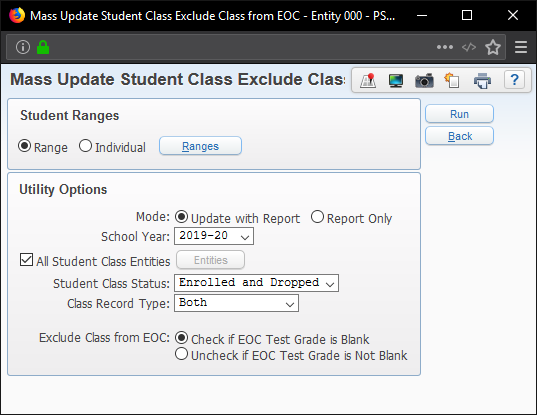 Mass Update Student Class Exclude Class from EOC - Entity 000 - PS...
Mass Update Student Class Exclude Clas
?
Student Ranges
Range Individual Ranges
Run
Back
Utility Options
Mode: Update with Report Report Only
School Year: 2019-20
All Student Class Entities Entities
Student Class Status: Enrolled and Dropped
Class Record Type: Both
Exclude Class from EOC: Check if EOC Test Grade is Blank
Uncheck if EOC Test Grade is Not Blank